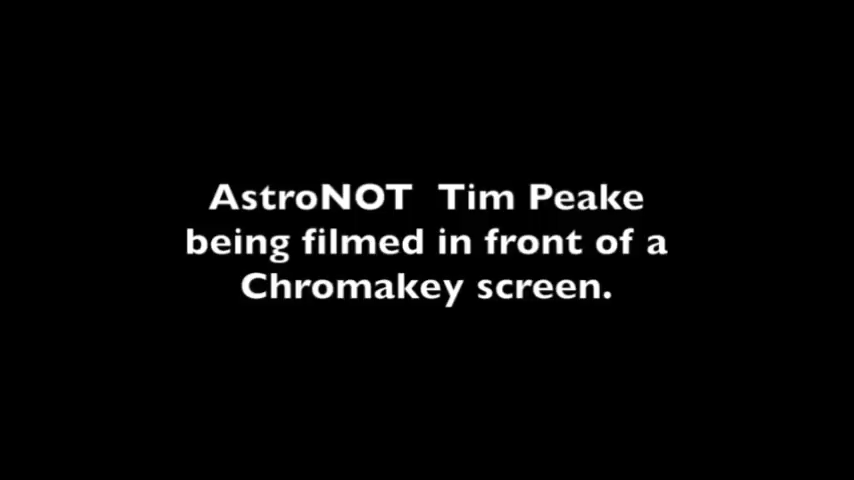 AstroNOT Tim Peake
being filmed in front of a
Chromakey screen.